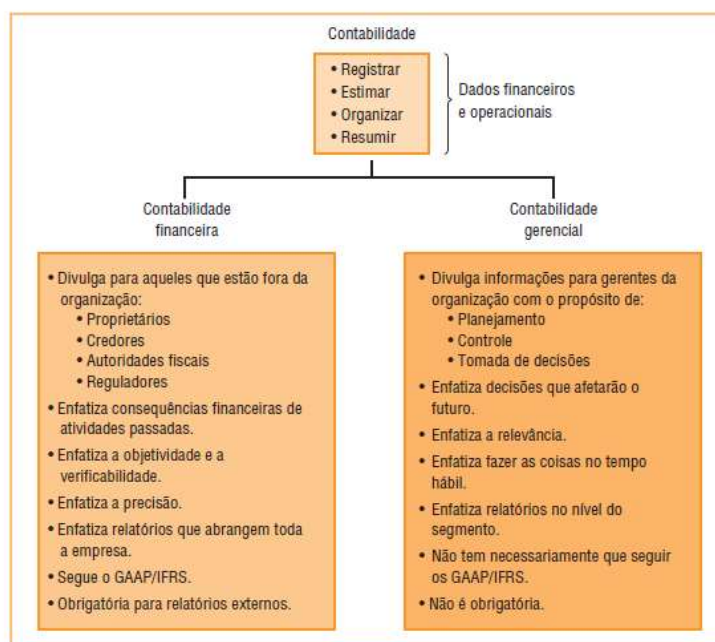 Contabilidade
• Registrar
• Estimar
• Organizar
• Resumir
Dados financeiros
e operacionais
Contabilidade
financeira
• Divulga para aqueles que estão fora da
organização:
• Proprietários
• Credores
• Autoridades fiscais
• Reguladores
• Enfatiza consequências financeiras de
atividades passadas.
• Enfatiza a objetividade e a
verificabilidade.
• Enfatiza a precisão.
• Enfatiza relatórios que abrangem toda
a empresa.
• Segue o GAAP/IFRS.
• Obrigatória para relatórios externos.
Contabilidade
gerencial
• Divulga informações para gerentes da
organização com o propósito de:
• Planejamento
• Controle
• Tomada de decisões
• Enfatiza decisões que afetarão o
futuro.
• Enfatiza a relevância.
• Enfatiza fazer as coisas no tempo
hábil.
• Enfatiza relatórios no nível do
segmento.
• Não tem necessariamente que seguir
os GAAP/IFRS.
• Não é obrigatória.